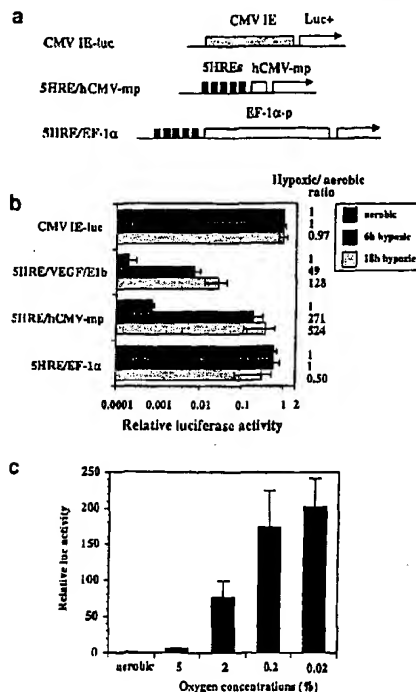 a
CMV IE Luc+
CMV IE-luc
5HREs hCMV-mp
5HRE/hCMV-mp
EF-1α-p
5HRE/EF-1α
b
Hypoxic/aerobic ratio
CMV IE-luc
1
1
0.97
aerobic
6h hypoxic
18h hypoxic
5HRE/VEGF/E1b
1
49
128
5HRE/hCMV-mp
1
271
524
5HRE/EF-1α
1
1
0.50
0.0001 0.001 0.01 0.1 1 2
Relative luciferase activity
c
Relative luc activity
250
200
150
100
50
0
aerobic 5 2 0.2 0.02
Oxygen concentrations (%)